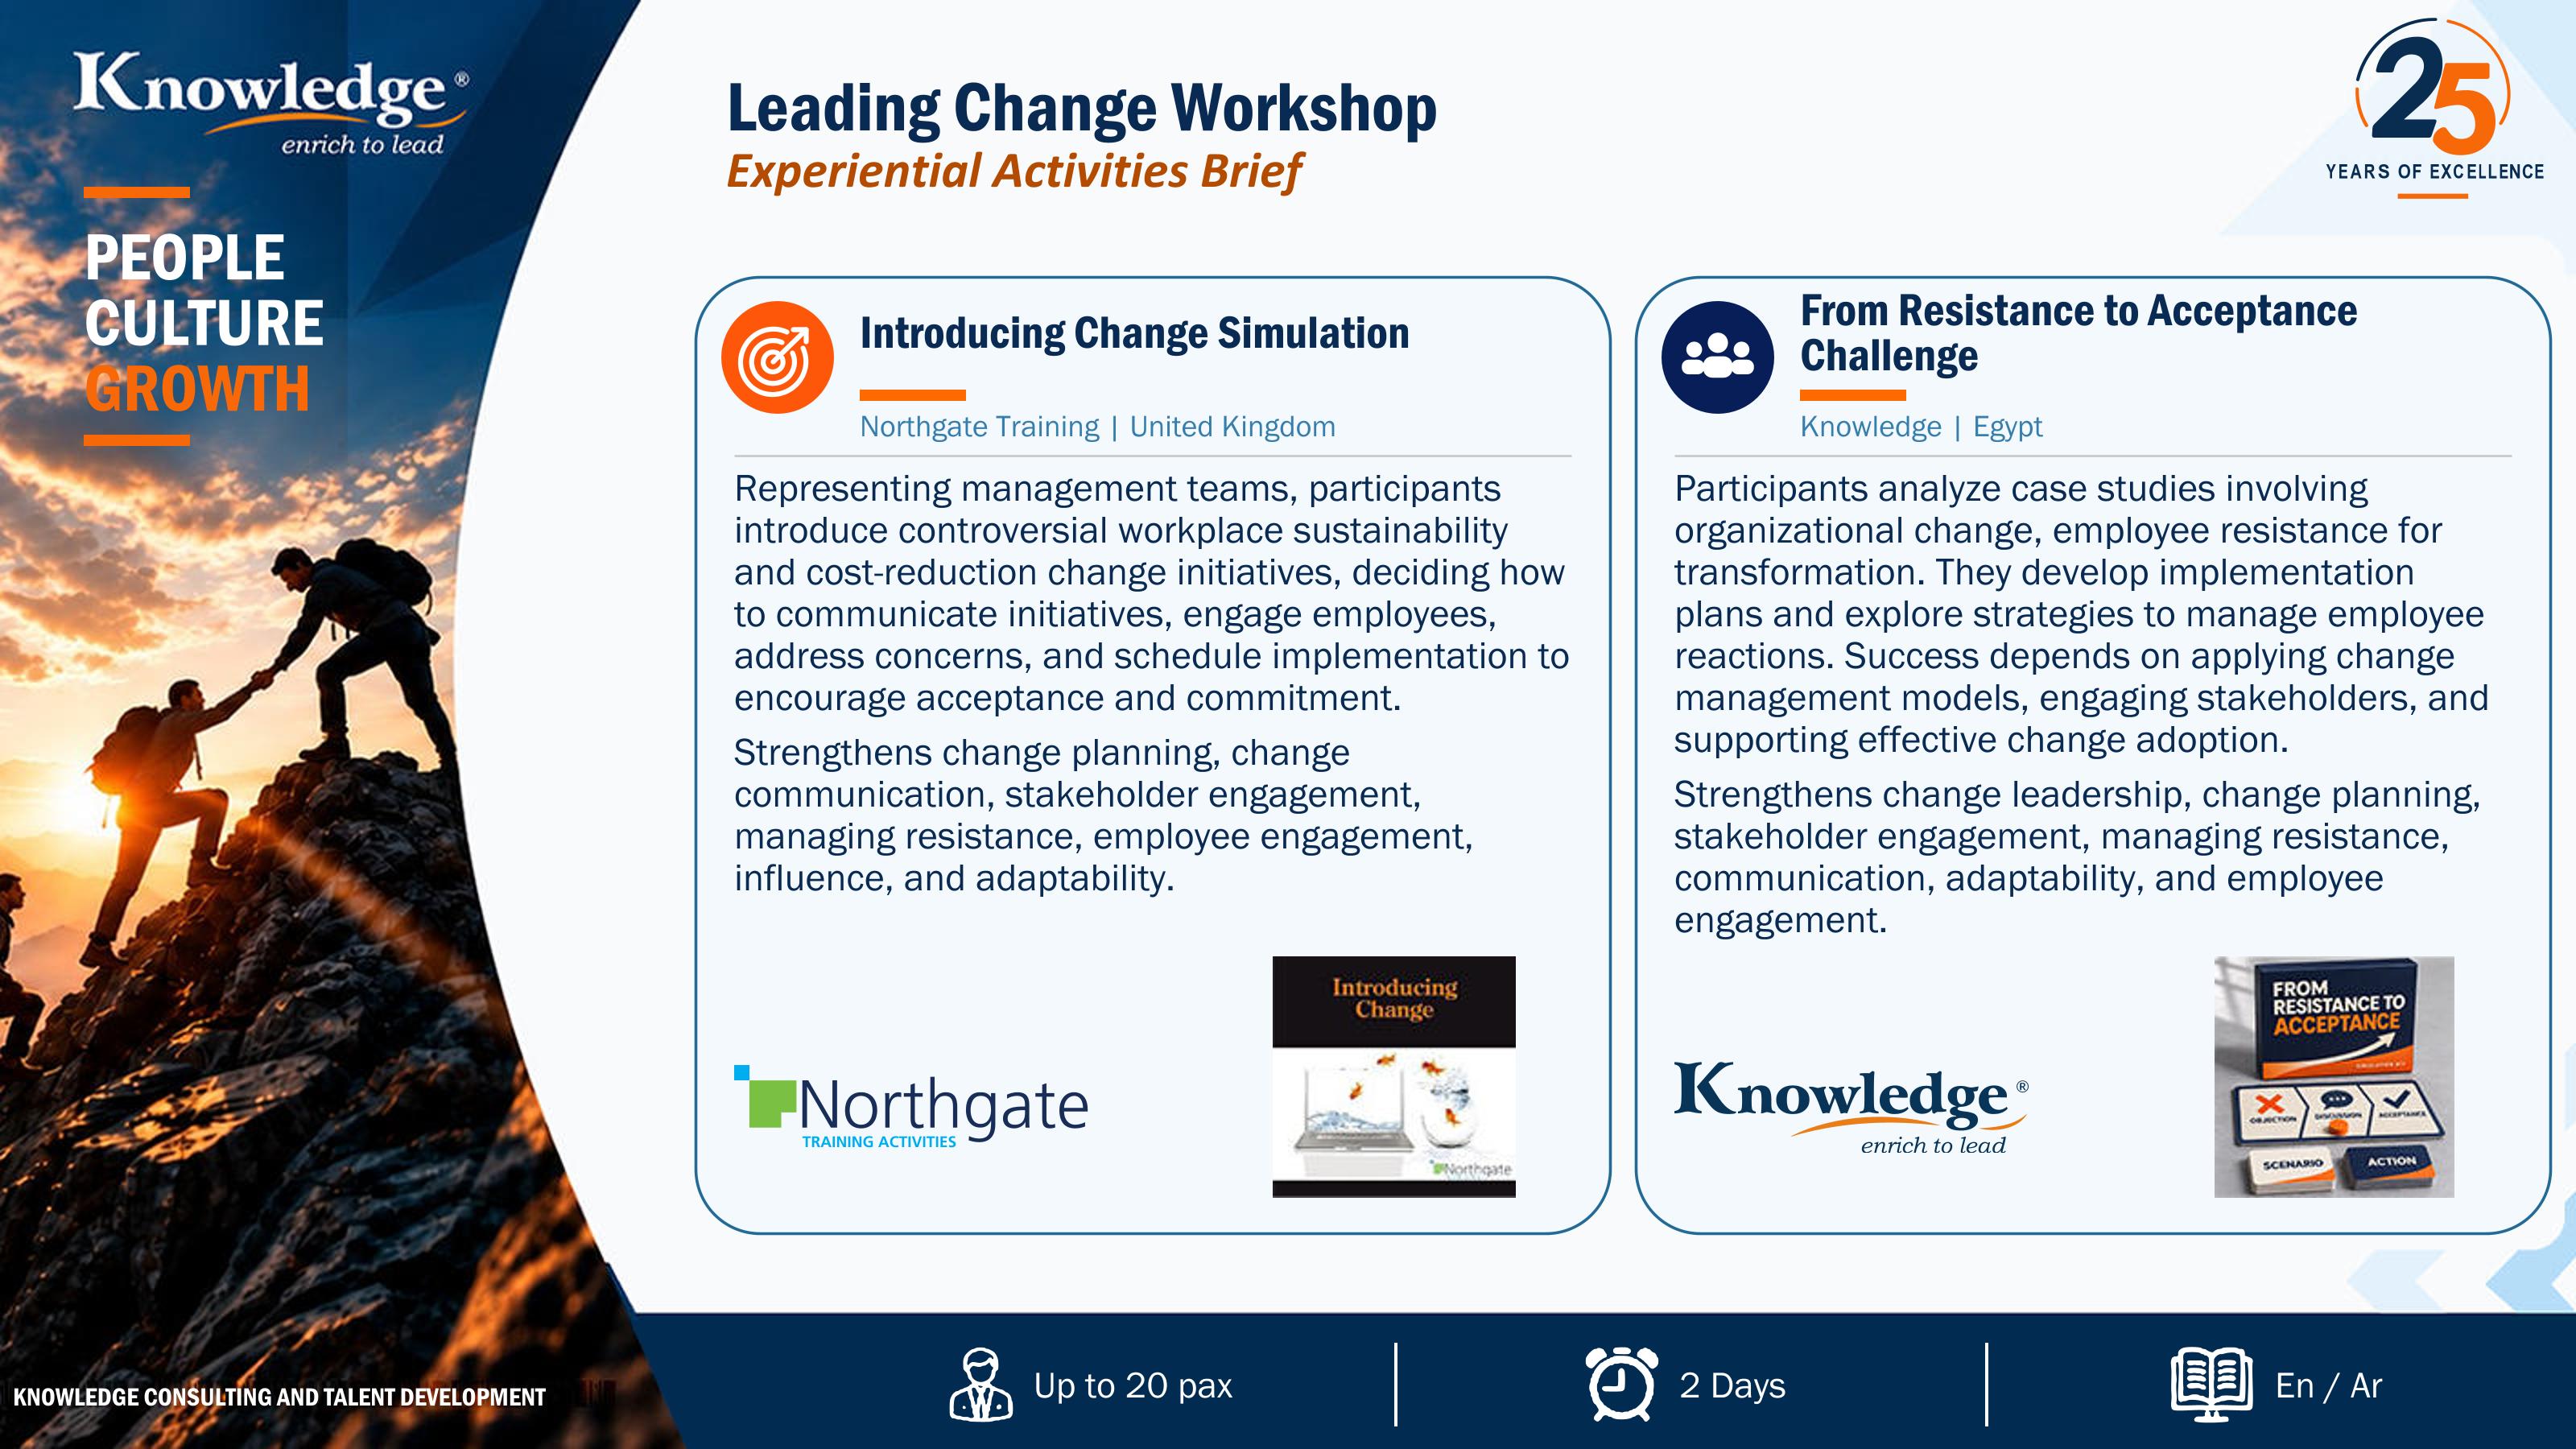 Knowledge®
enrich to lead
PEOPLE
CULTURE
GROWTH
KNOWLEDGE CONSULTING AND TALENT DEVELOPMENT
Leading Change Workshop
Experiential Activities Brief
25
YEARS OF EXCELLENCE
Introducing Change Simulation
Northgate Training | United Kingdom
Representing management teams, participants
introduce controversial workplace sustainability
and cost-reduction change initiatives, deciding how
to communicate initiatives, engage employees,
address concerns, and schedule implementation to
encourage acceptance and commitment.
Strengthens change planning, change
communication, stakeholder engagement,
managing resistance, employee engagement,
influence, and adaptability.
Northgate
TRAINING ACTIVITIES
Introducing
Change
Northgate
From Resistance to Acceptance
Challenge
Knowledge | Egypt
Participants analyze case studies involving
organizational change, employee resistance for
transformation. They develop implementation
plans and explore strategies to manage employee
reactions. Success depends on applying change
management models, engaging stakeholders, and
supporting effective change adoption.
Strengthens change leadership, change planning,
stakeholder engagement, managing resistance,
communication, adaptability, and employee
engagement.
Knowledge®
enrich to lead
FROM
RESISTANCE TO
ACCEPTANCE
OBJECTION
DISCUSSION
ACCEPTANCE
SCENARIO
ACTION
Up to 20 pax
2 Days
En / Ar